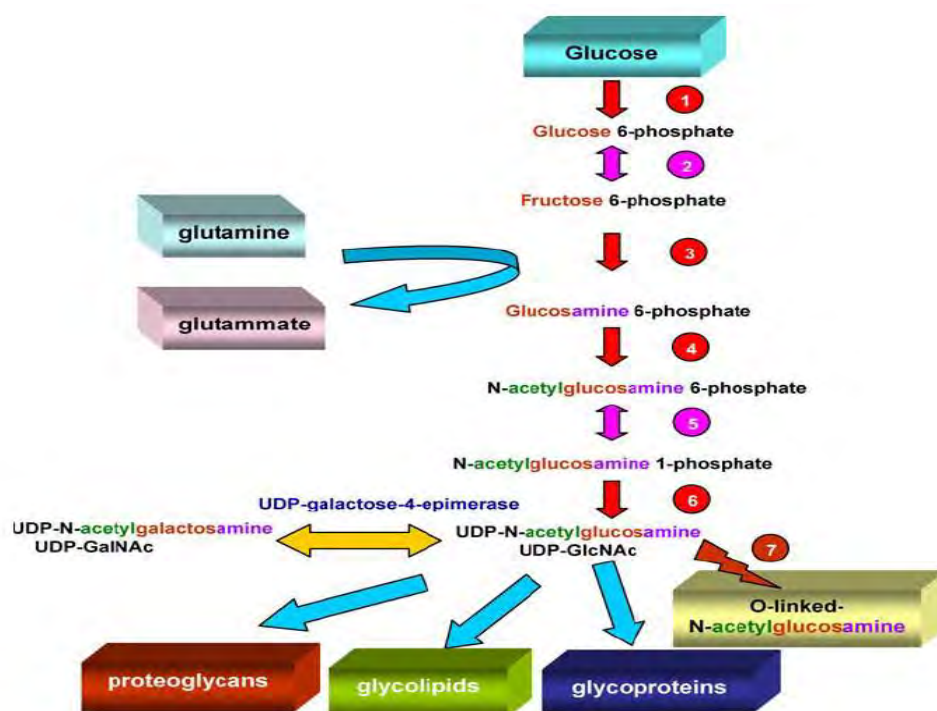 Glucose
1
Glucose 6-phosphate
2
Fructose 6-phosphate
glutamine
3
glutammate
Glucosamine 6-phosphate
4
N-acetylglucosamine 6-phosphate
5
N-acetylglucosamine 1-phosphate
6
UDP-galactose-4-epimerase
UDP-N-acetylgalactosamine
UDP-GalNAc
UDP-N-acetylglucosamine
UDP-GlcNAc
7
O-linked-
N-acetylglucosamine
proteoglycans
glycolipids
glycoproteins